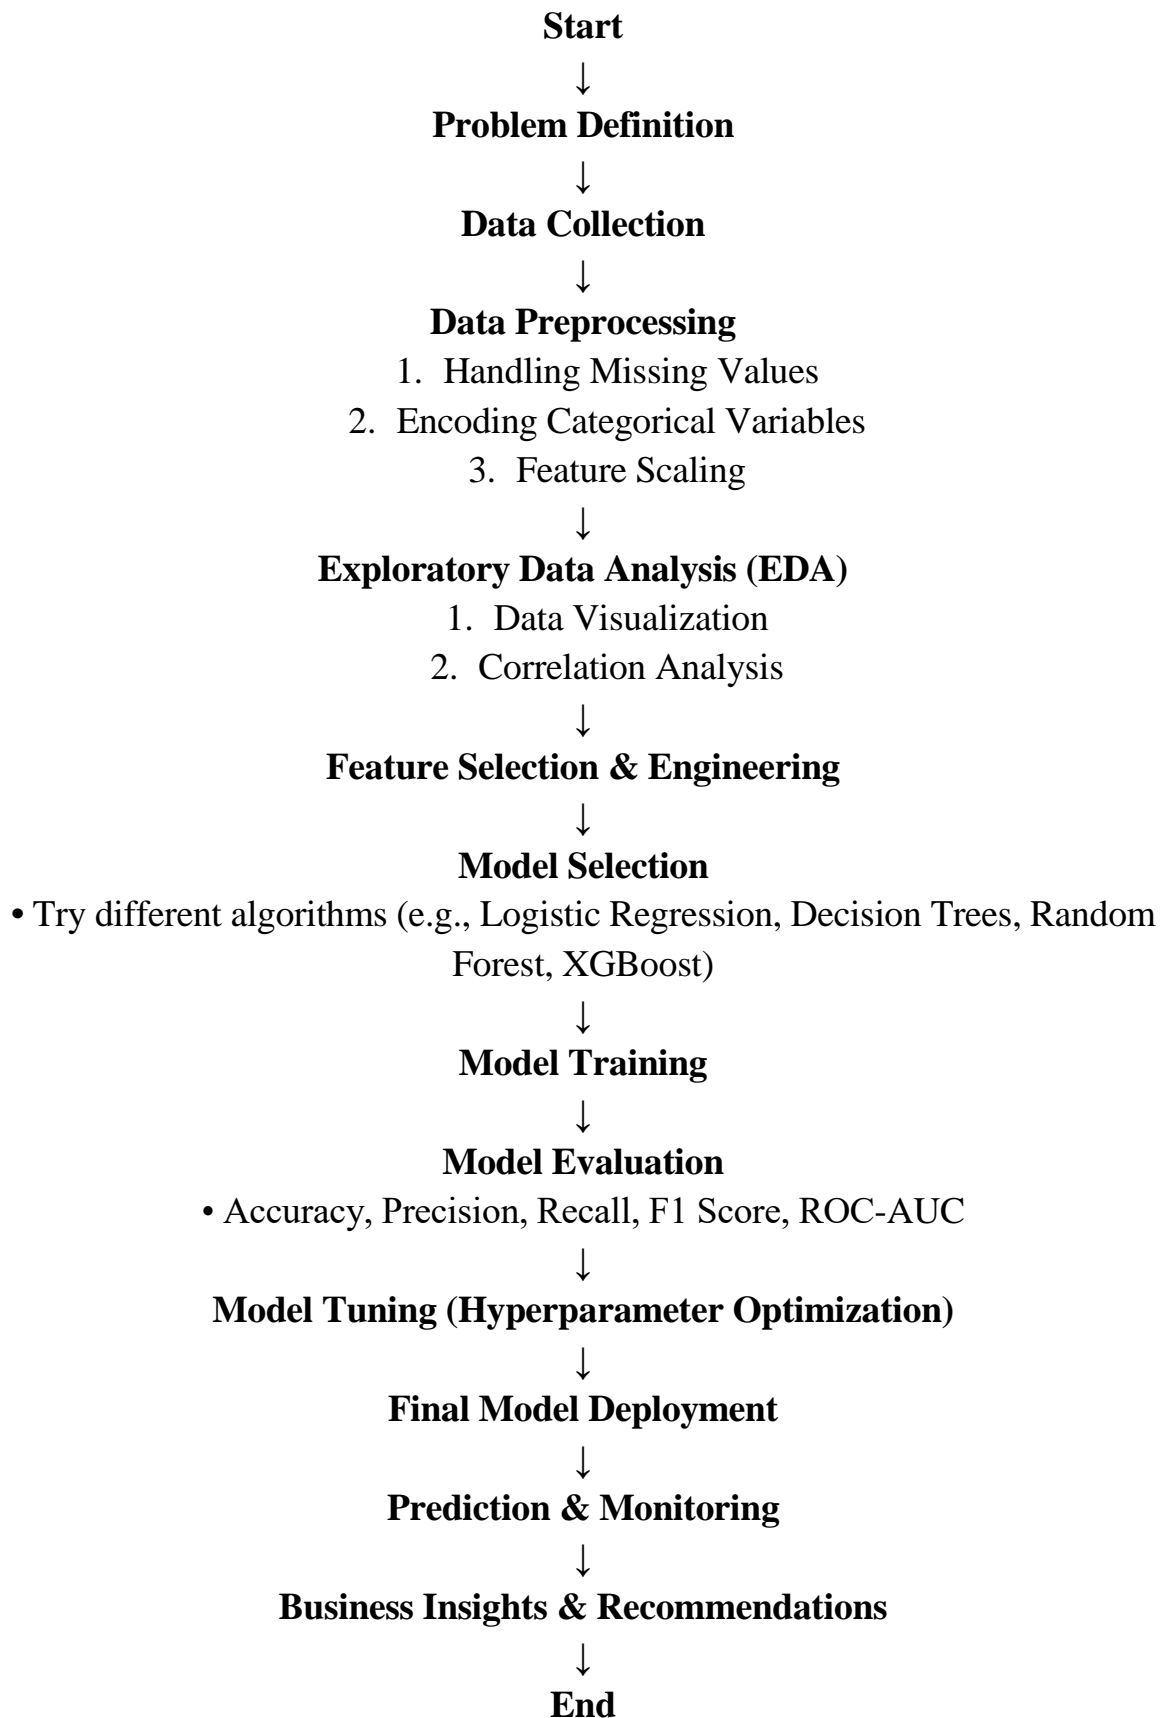 Start
↓
Problem Definition
↓
Data Collection
↓
Data Preprocessing
1. Handling Missing Values
2. Encoding Categorical Variables
3. Feature Scaling
↓
Exploratory Data Analysis (EDA)
1. Data Visualization
2. Correlation Analysis
↓
Feature Selection & Engineering
↓
Model Selection
• Try different algorithms (e.g., Logistic Regression, Decision Trees, Random
Forest, XGBoost)
↓
Model Training
↓
Model Evaluation
• Accuracy, Precision, Recall, F1 Score, ROC-AUC
↓
Model Tuning (Hyperparameter Optimization)
↓
Final Model Deployment
↓
Prediction & Monitoring
↓
Business Insights & Recommendations
↓
End